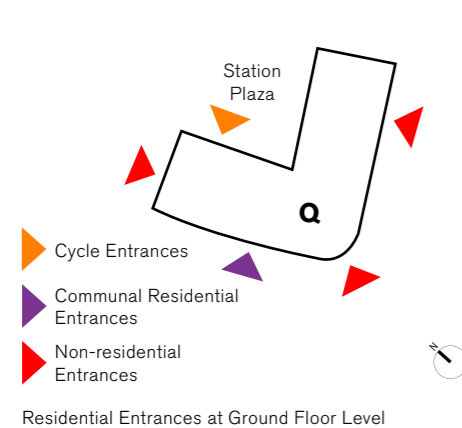 Station
Plaza
Q
Cycle Entrances
Communal Residential
Entrances
Non-residential
Entrances
N
Residential Entrances at Ground Floor Level